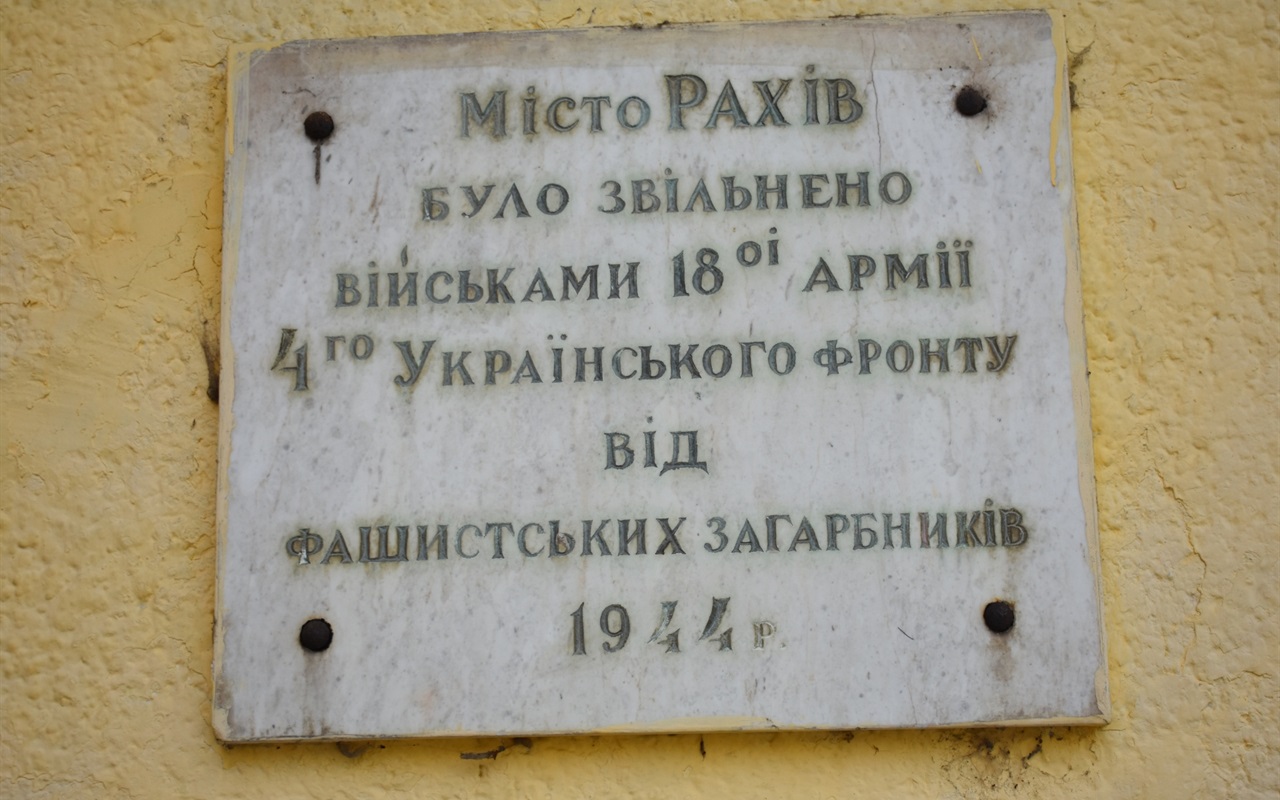 Місто РАХІВ
БУЛО ЗВІЛЬНЕНО
ВІЙСЬКАМИ 18ОЇ АРМІЇ
4ГО УКРАЇНСЬКОГО ФРОНТУ
ВІД
ФАШИСТСЬКИХ ЗАГАРБНИКІВ
1944 р.